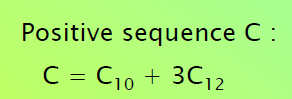 Positive sequence C :
C = C₁₀ + 3C₁₂